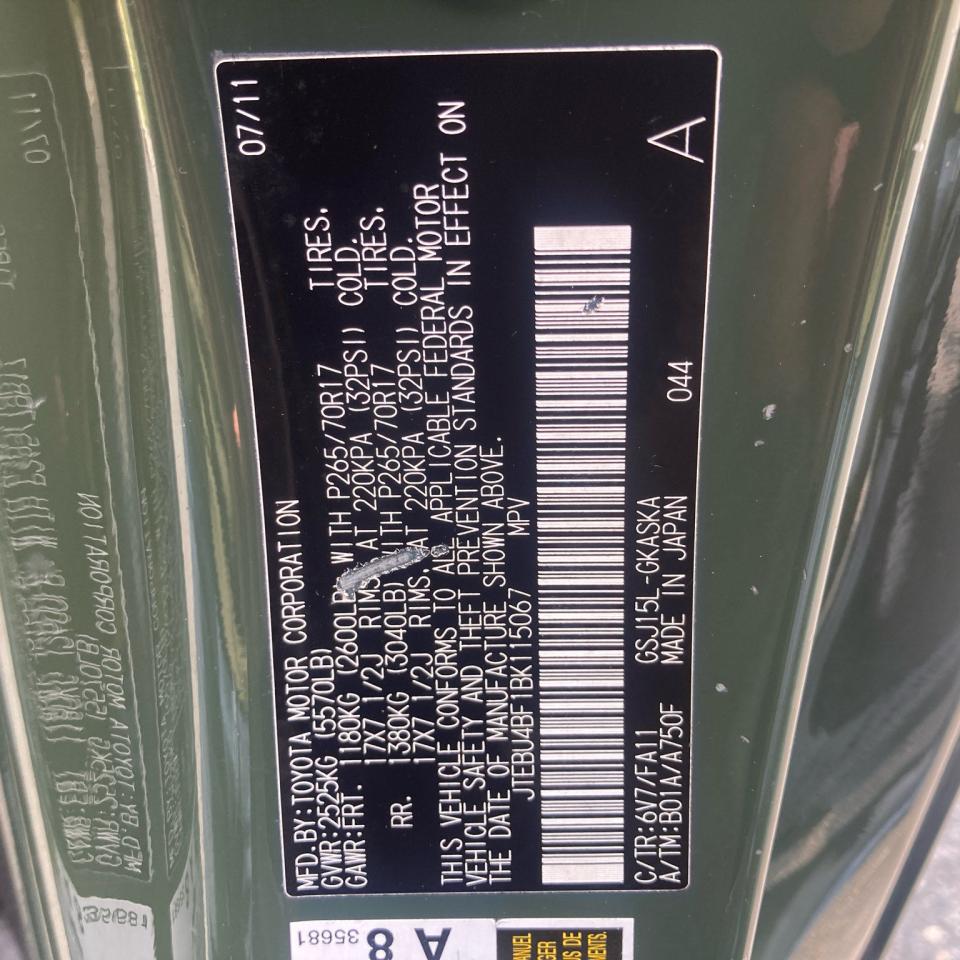 07/11
MFD.BY:TOYOTA MOTOR CORPORATION
GVWR:2525KG (5570LB)
GAWR:FRT. 1180KG (2600LB) WITH P265/70R17 TIRES.
17X7 1/2J RIMS AT 220KPA (32PSI) COLD.
RR. 1380KG (3040LB) WITH P265/70R17 TIRES.
17X7 1/2J RIMS AT 220KPA (32PSI) COLD.
THIS VEHICLE CONFORMS TO ALL APPLICABLE FEDERAL MOTOR
VEHICLE SAFETY AND THEFT PREVENTION STANDARDS IN EFFECT ON
THE DATE OF MANUFACTURE SHOWN ABOVE.
JTEBU4BF1BK115067 MPV
C/TR:6V7/FA11 GSJ15L-GKASKA 044
A/TM:B01A/A750F MADE IN JAPAN
A
35681
A8